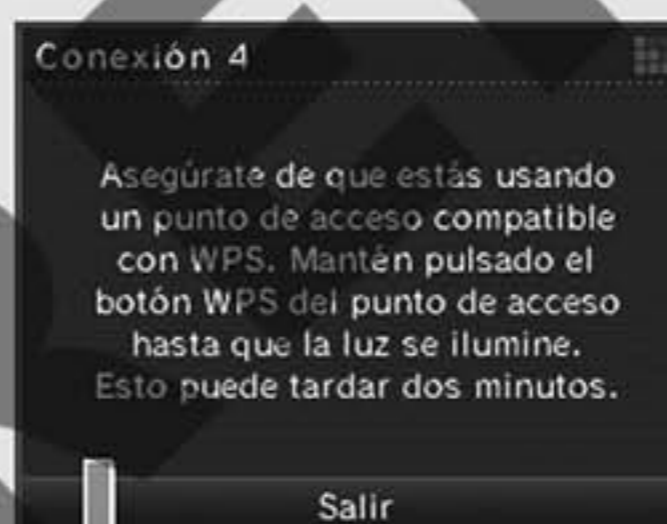 Conexión 4
Asegúrate de que estás usando
un punto de acceso compatible
con WPS. Mantén pulsado el
botón WPS del punto de acceso
hasta que la luz se ilumine.
Esto puede tardar dos minutos.
Salir